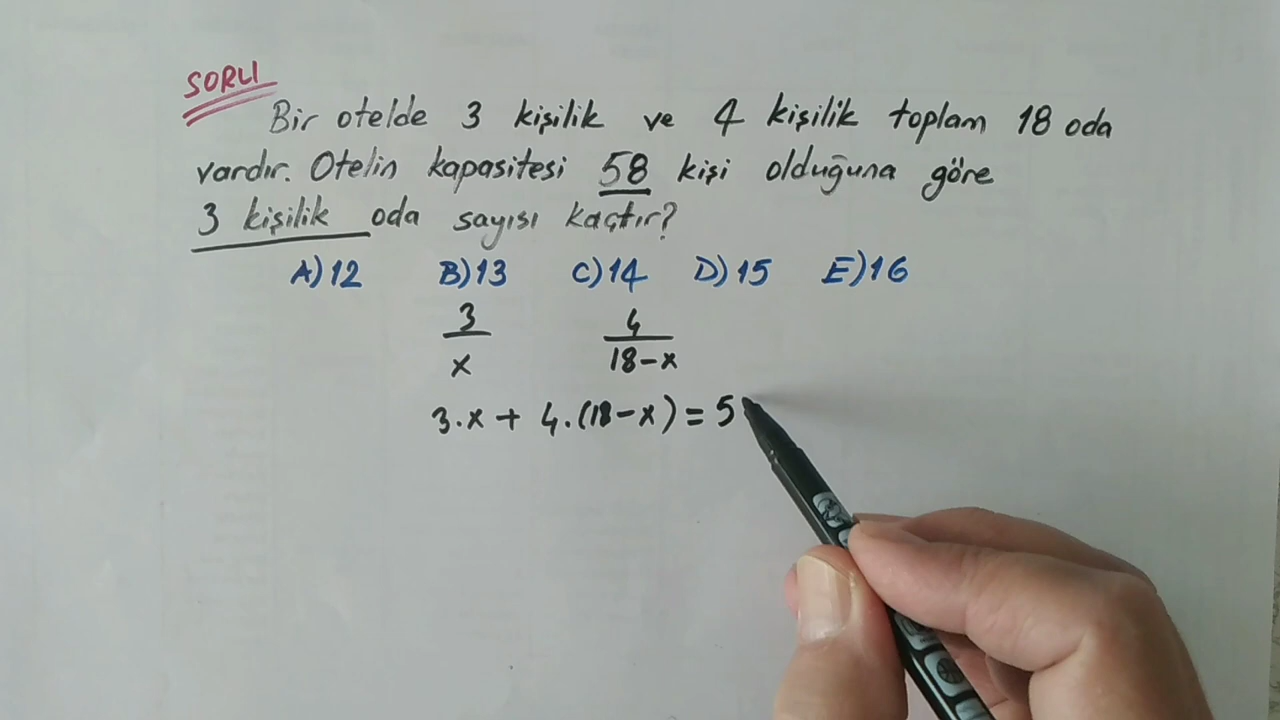 SORU
Bir otelde 3 kişilik ve 4 kişilik toplam 18 oda
vardır. Otelin kapasitesi 58 kişi olduğuna göre
3 kişilik oda sayısı kaçtır?
A)12 B)13 C)14 D)15 E)16
3 4
x 18-x
3.x + 4.(18-x) = 5